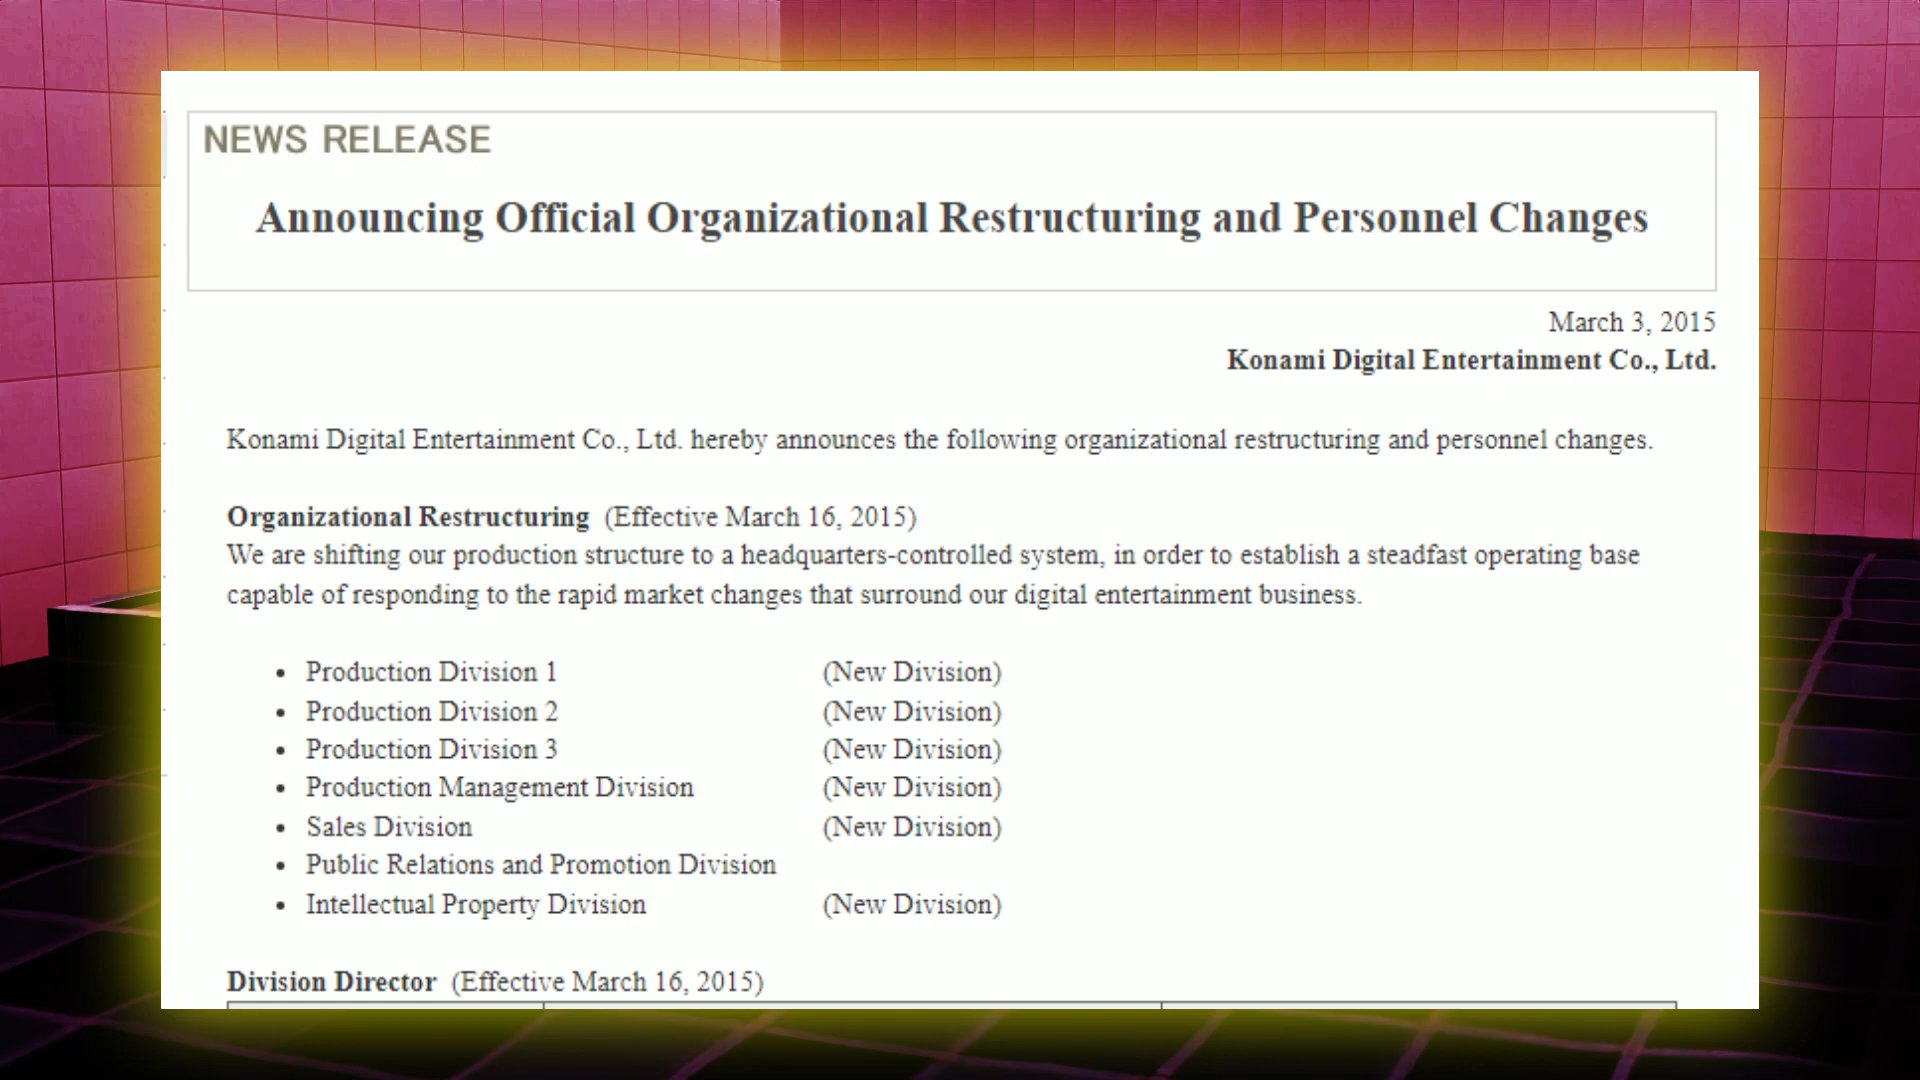 NEWS RELEASE
Announcing Official Organizational Restructuring and Personnel Changes
March 3, 2015
Konami Digital Entertainment Co., Ltd.
Konami Digital Entertainment Co., Ltd. hereby announces the following organizational restructuring and personnel changes.
Organizational Restructuring (Effective March 16, 2015)
We are shifting our production structure to a headquarters-controlled system, in order to establish a steadfast operating base
capable of responding to the rapid market changes that surround our digital entertainment business.
• Production Division 1 (New Division)
• Production Division 2 (New Division)
• Production Division 3 (New Division)
• Production Management Division (New Division)
• Sales Division (New Division)
• Public Relations and Promotion Division
• Intellectual Property Division (New Division)
Division Director (Effective March 16, 2015)